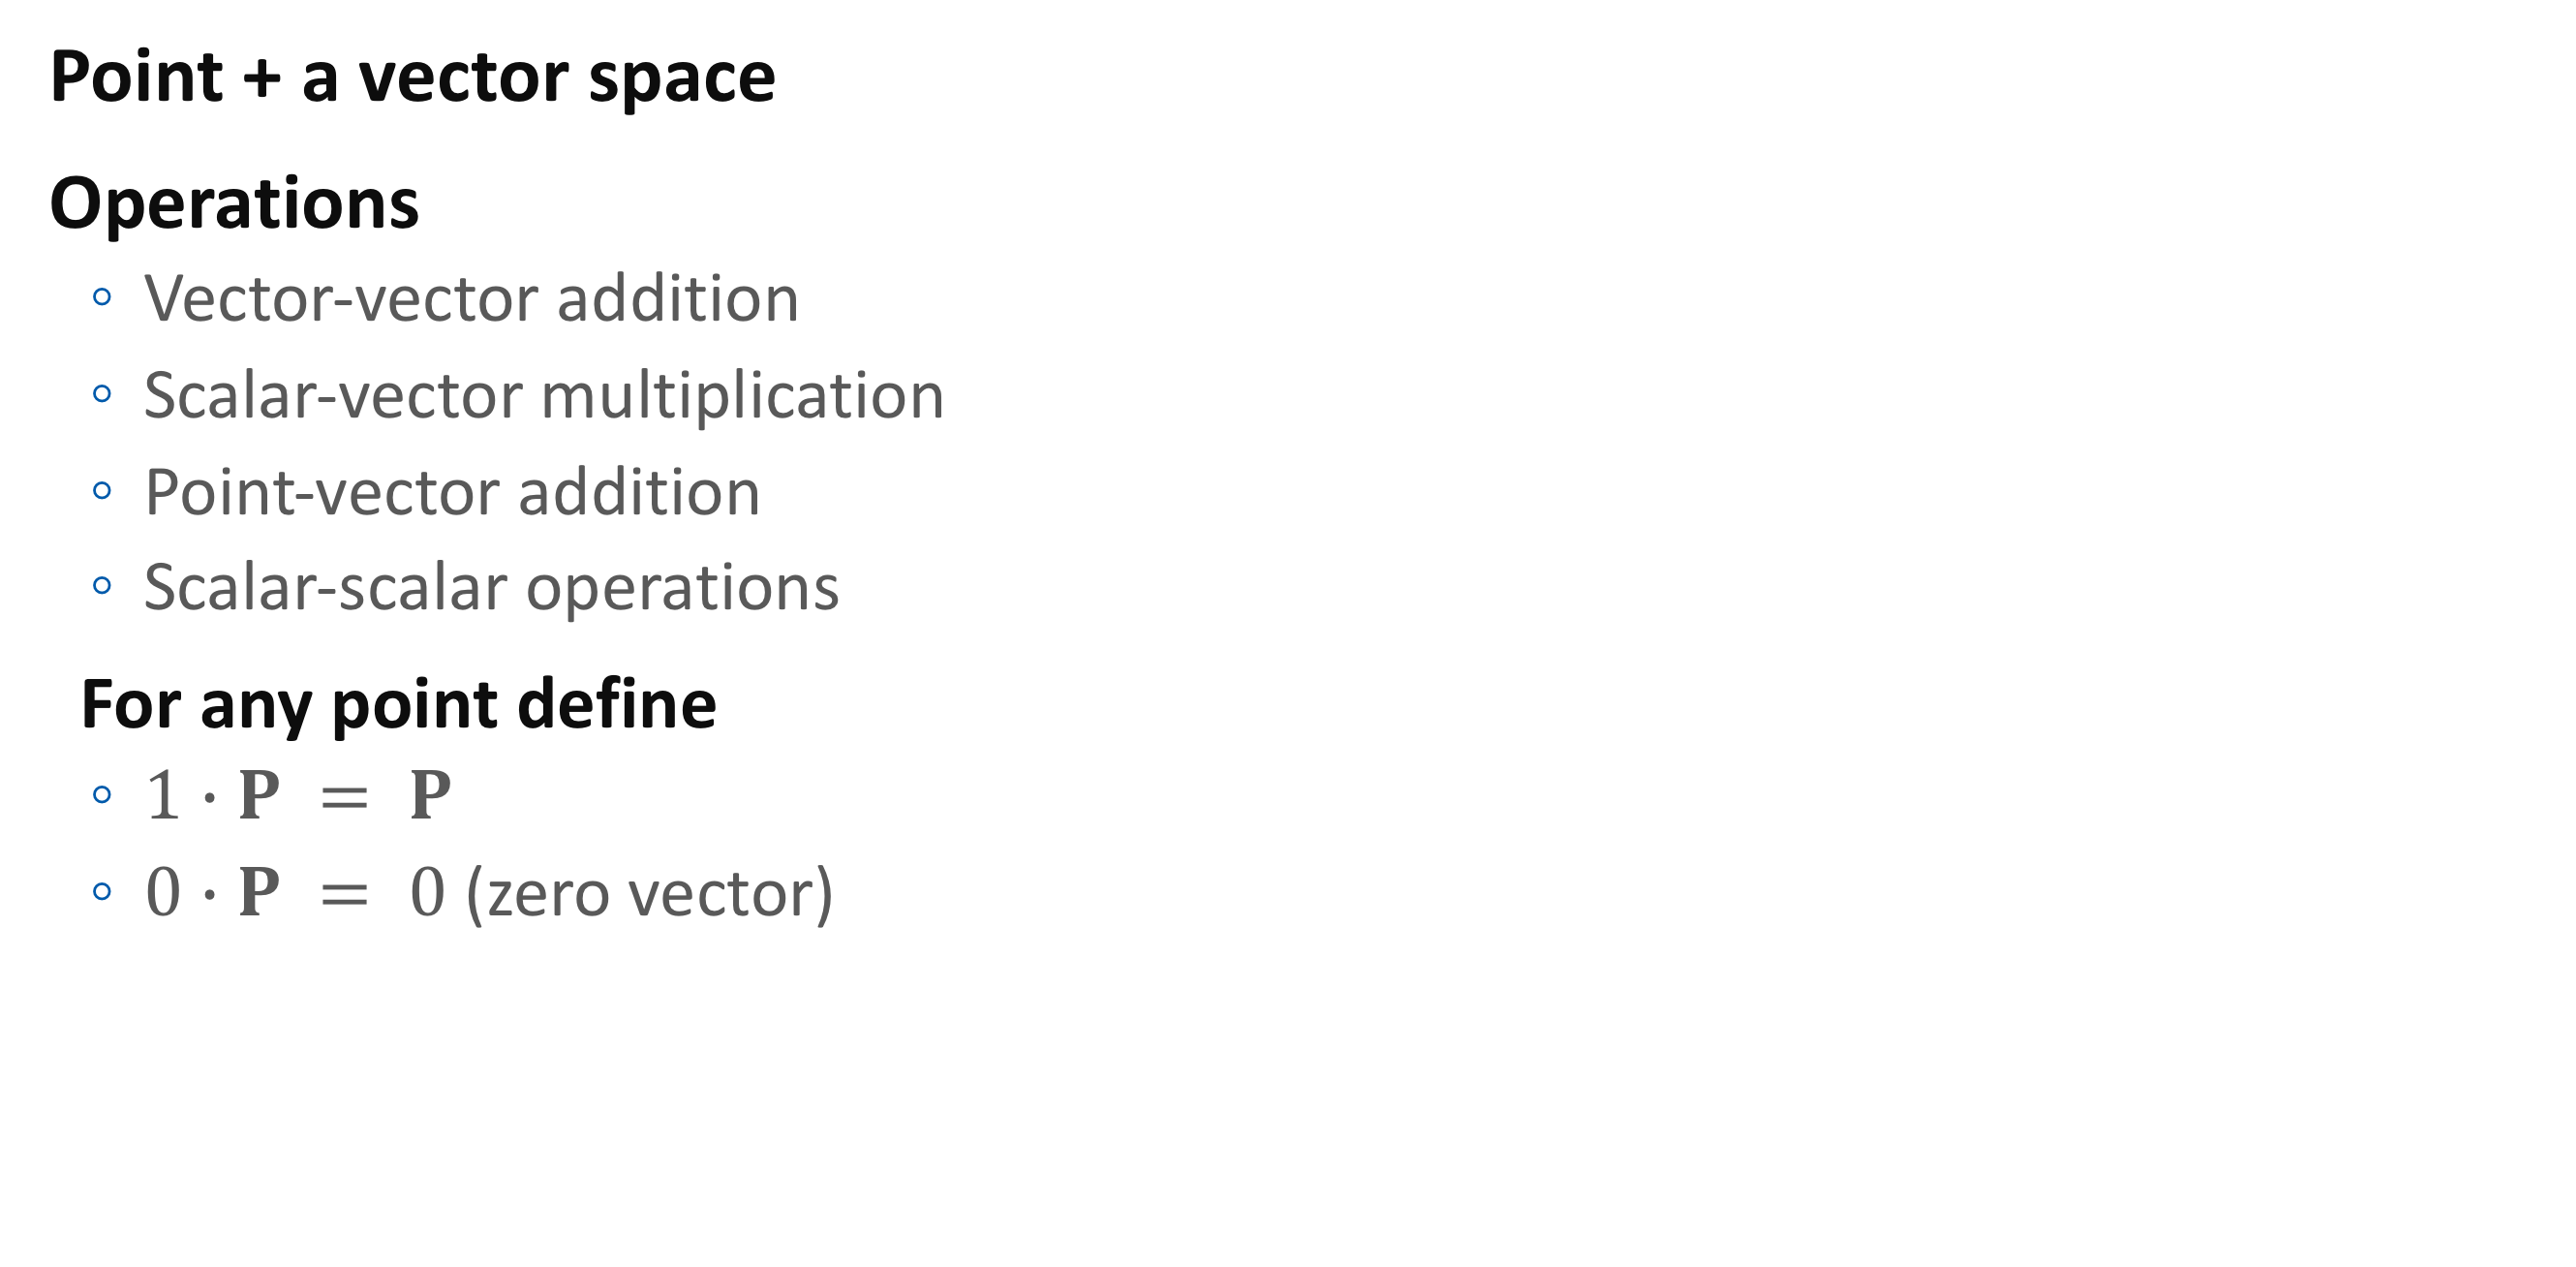 Point + a vector space
Operations
◦ Vector-vector addition
◦ Scalar-vector multiplication
◦ Point-vector addition
◦ Scalar-scalar operations
For any point define
◦ 1 · P = P
◦ 0 · P = 0 (zero vector)